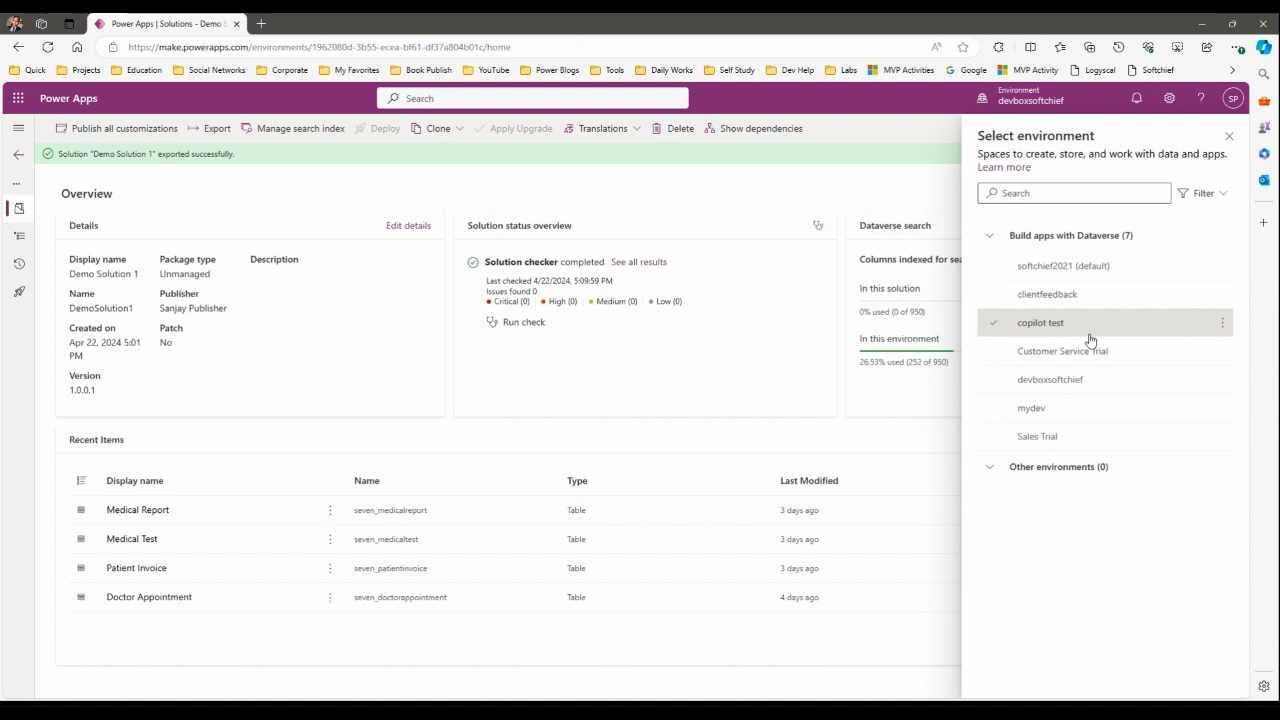 Power Apps | Solutions - Demo S
https://make.powerapps.com/environments/1962080d-3b55-ecea-bf61-df37a804b01c/home
Quick Projects Education Social Networks Corporate My Favorites Book Publish YouTube Power Blogs Tools Daily Works Self Study Dev Help Labs MVP Activities Google MVP Activity Logyscal Softchief
Power Apps
Search
Environment
devboxsoftchief
SP
Publish all customizations Export Manage search index Deploy Clone Apply Upgrade Translations Delete Show dependencies
Solution "Demo Solution 1" exported successfully.
Overview
Details Edit details
Display name Package type Description
Demo Solution 1 Unmanaged
Name Publisher
DemoSolution1 Sanjay Publisher
Created on Patch
Apr 22, 2024 5:01 No
PM
Version
1.0.0.1
Solution status overview
Solution checker completed See all results
Last checked 4/22/2024, 5:09:59 PM
Issues found 0
Critical (0) High (0) Medium (0) Low (0)
Run check
Dataverse search
Columns indexed for sea
In this solution
0% used (0 of 950)
In this environment
26.53% used (252 of 950)
Recent Items
Display name Name Type Last Modified
Medical Report seven_medicalreport Table 3 days ago
Medical Test seven_medicaltest Table 3 days ago
Patient Invoice seven_patientinvoice Table 3 days ago
Doctor Appointment seven_doctorappointment Table 4 days ago
Select environment
Spaces to create, store, and work with data and apps.
Learn more
Search Filter
Build apps with Dataverse (7)
softchief2021 (default)
clientfeedback
copilot test
Customer Service Trial
devboxsoftchief
mydev
Sales Trial
Other environments (0)